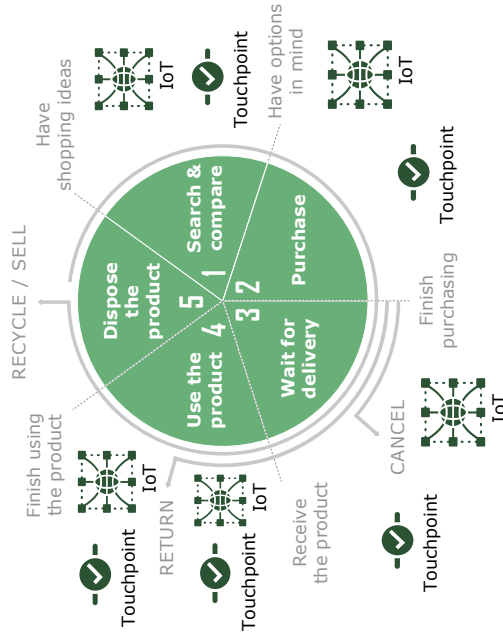 RECYCLE / SELL
Finish using
the product
Have
shopping ideas
Touchpoint
IoT
RETURN
IoT
Touchpoint
Touchpoint
IoT
Dispose
the
product
5
Search &
compare
1
Use the
product
4
2
Purchase
3
Wait for
delivery
Have options
in mind
Receive
the product
IoT
CANCEL
Touchpoint
Finish
purchasing
Touchpoint
IoT